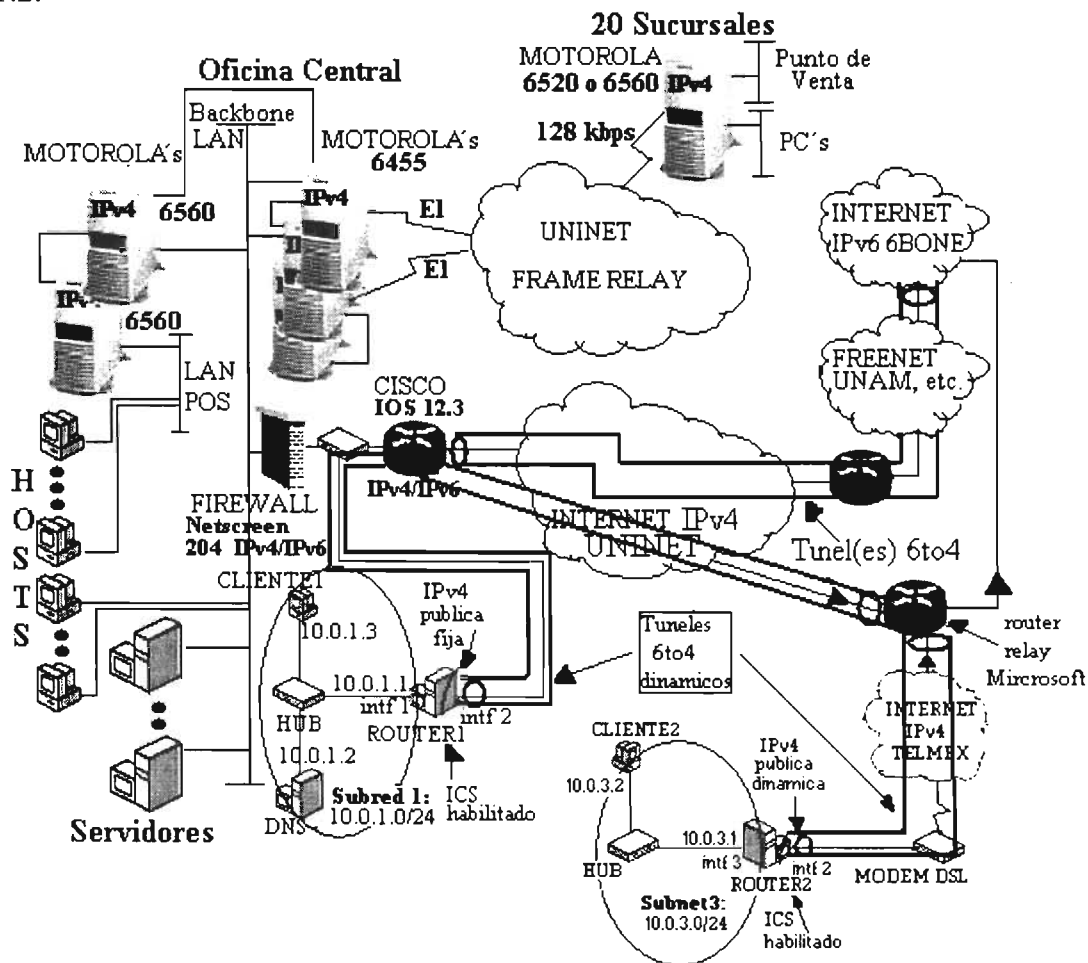 20 Sucursales
MOTOROLA
6520 o 6560
IPv4
Punto de
Venta
128 kbps
PC´s
Oficina Central
Backbone
LAN
MOTOROLA´s
6560
IPv4
MOTOROLA´s
6455
IPv4
E1
E1
UNINET
FRAME RELAY
INTERNET
IPv6 6BONE
6560
LAN
POS
FREENET
UNAM, etc.
CISCO
IOS 12.3
IPv4/IPv6
HOSTS
FIREWALL
Netscreen
204 IPv4/IPv6
INTERNET IPv4
UNINET
Tunel(es) 6to4
CLIENTE1
10.0.1.3
IPv4
publica
fija
Tuneles
6to4
dinamicos
router
relay
Mircrosoft
10.0.1.1
intf 1
intf 2
HUB
ROUTER1
10.0.1.2
DNS
Subred 1:
10.0.1.0/24
ICS
habilitado
Servidores
INTERNET
IPv4
TELMEX
CLIENTE2
10.0.3.2
IPv4
publica
dinamica
10.0.3.1
intf 3
intf 2
HUB
ROUTER2
MODEM DSL
Subnet3:
10.0.3.0/24
ICS
habilitado